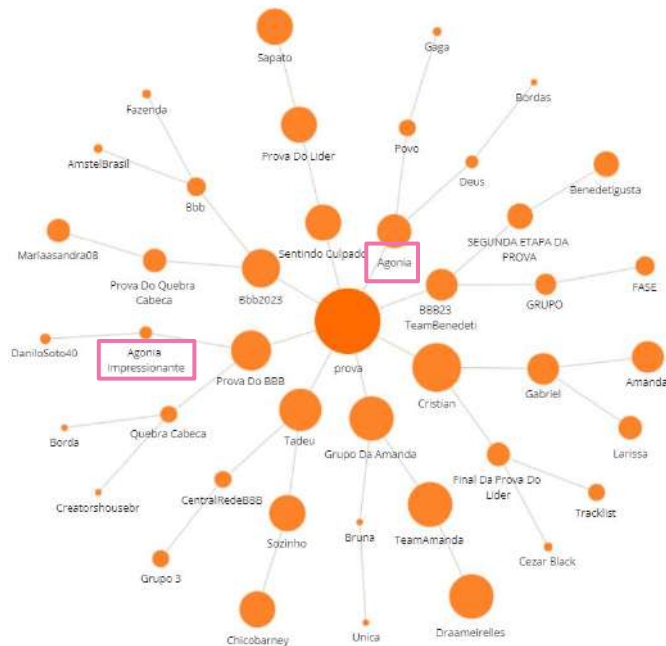 Sapato
Gaga
Bordas
Fazenda
Prova Do Lider
Povo
AmstelBrasil
Deus
Benedetigusta
Bbb
SEGUNDA ETAPA DA
PROVA
Mariaasandra08
Sentindo Culpado
Agonia
Prova Do Quebra
Cabeca
Bbb2023
GRUPO
FASE
BBB23
TeamBenedeti
DaniloSoto40
Agonia
Impressionante
prova
Prova Do BBB
Cristian
Gabriel
Amanda
Borda
Quebra Cabeca
Tadeu
Grupo Da Amanda
Larissa
Final Da Prova Do
Lider
Creatorshousebr
CentralRedeBBB
Tracklist
Sozinho
Bruna
TeamAmanda
Cezar Black
Grupo 3
Chicobarney
Unica
Draameirelles